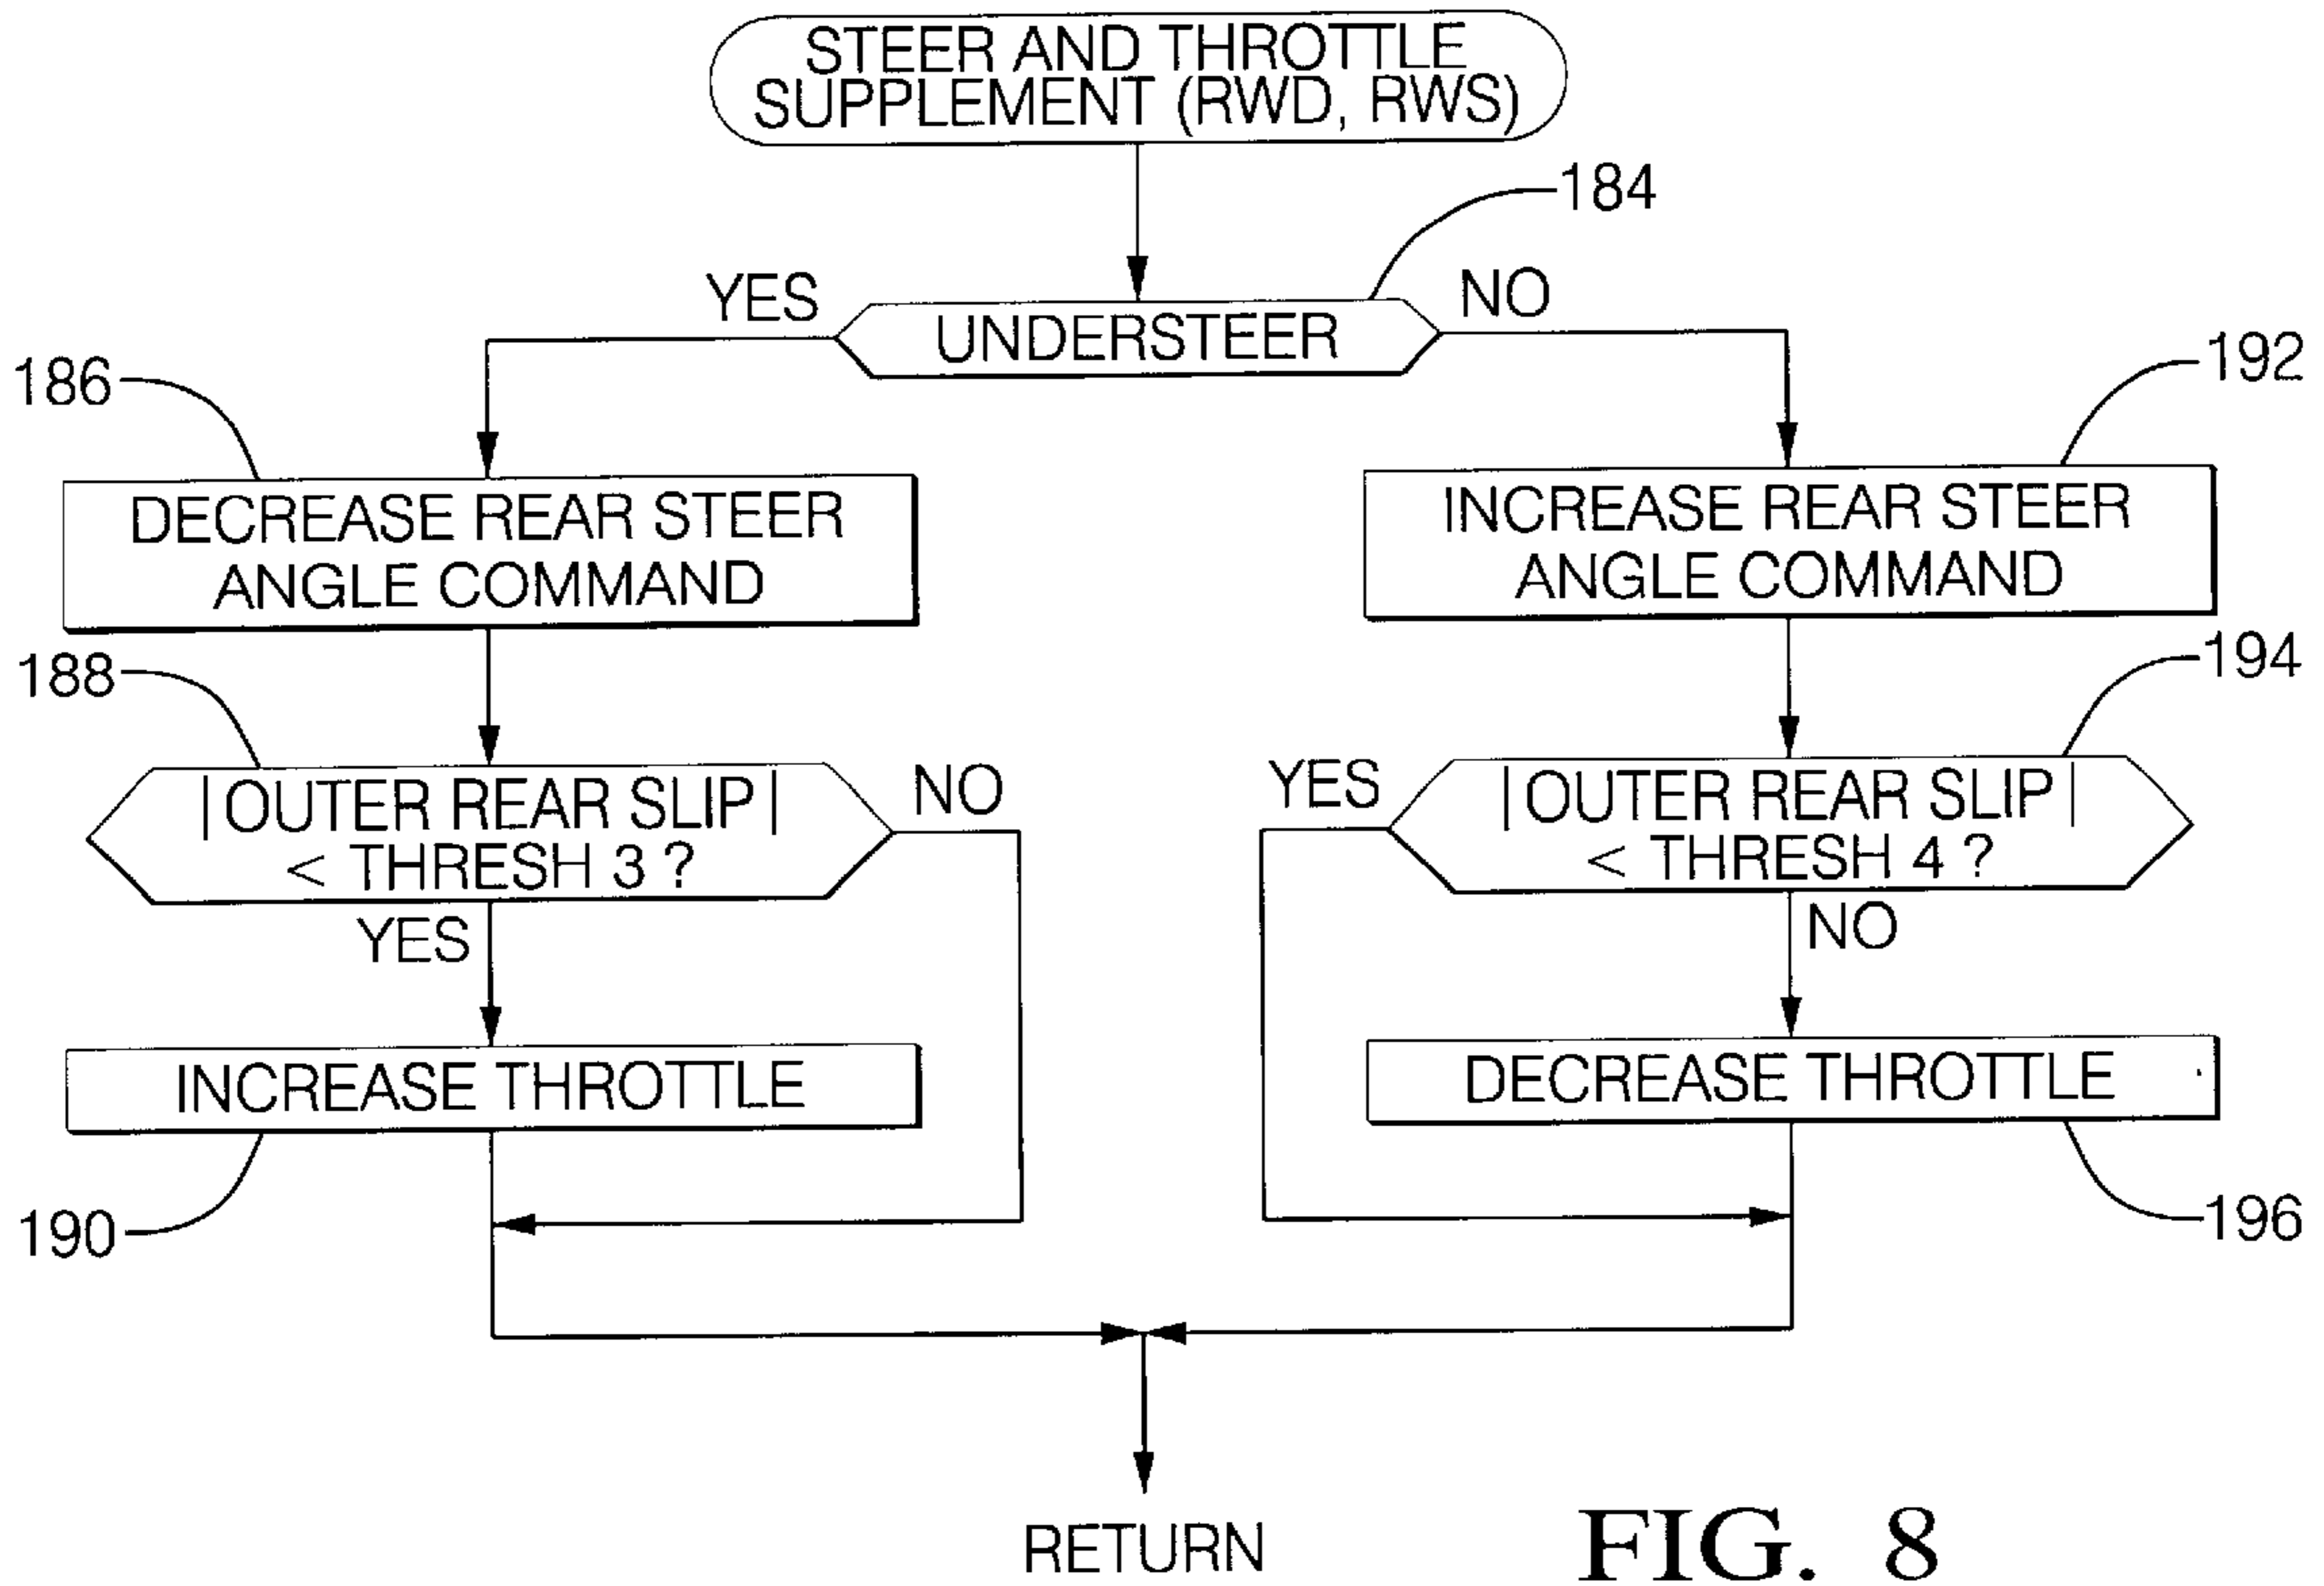 STEER AND THROTTLE
SUPPLEMENT (RWD, RWS)
184
YES
NO
UNDERSTEER
186
192
DECREASE REAR STEER
ANGLE COMMAND
INCREASE REAR STEER
ANGLE COMMAND
188
194
|OUTER REAR SLIP|
< THRESH 3 ?
NO
YES
|OUTER REAR SLIP|
< THRESH 4 ?
YES
NO
INCREASE THROTTLE
DECREASE THROTTLE
190
196
RETURN
FIG. 8